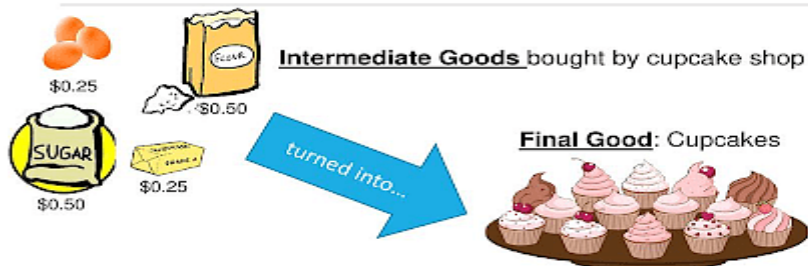 $0.25
FLOUR
$0.50
Intermediate Goods bought by cupcake shop
SUGAR
$0.50
$0.25
turned into...
Final Good: Cupcakes